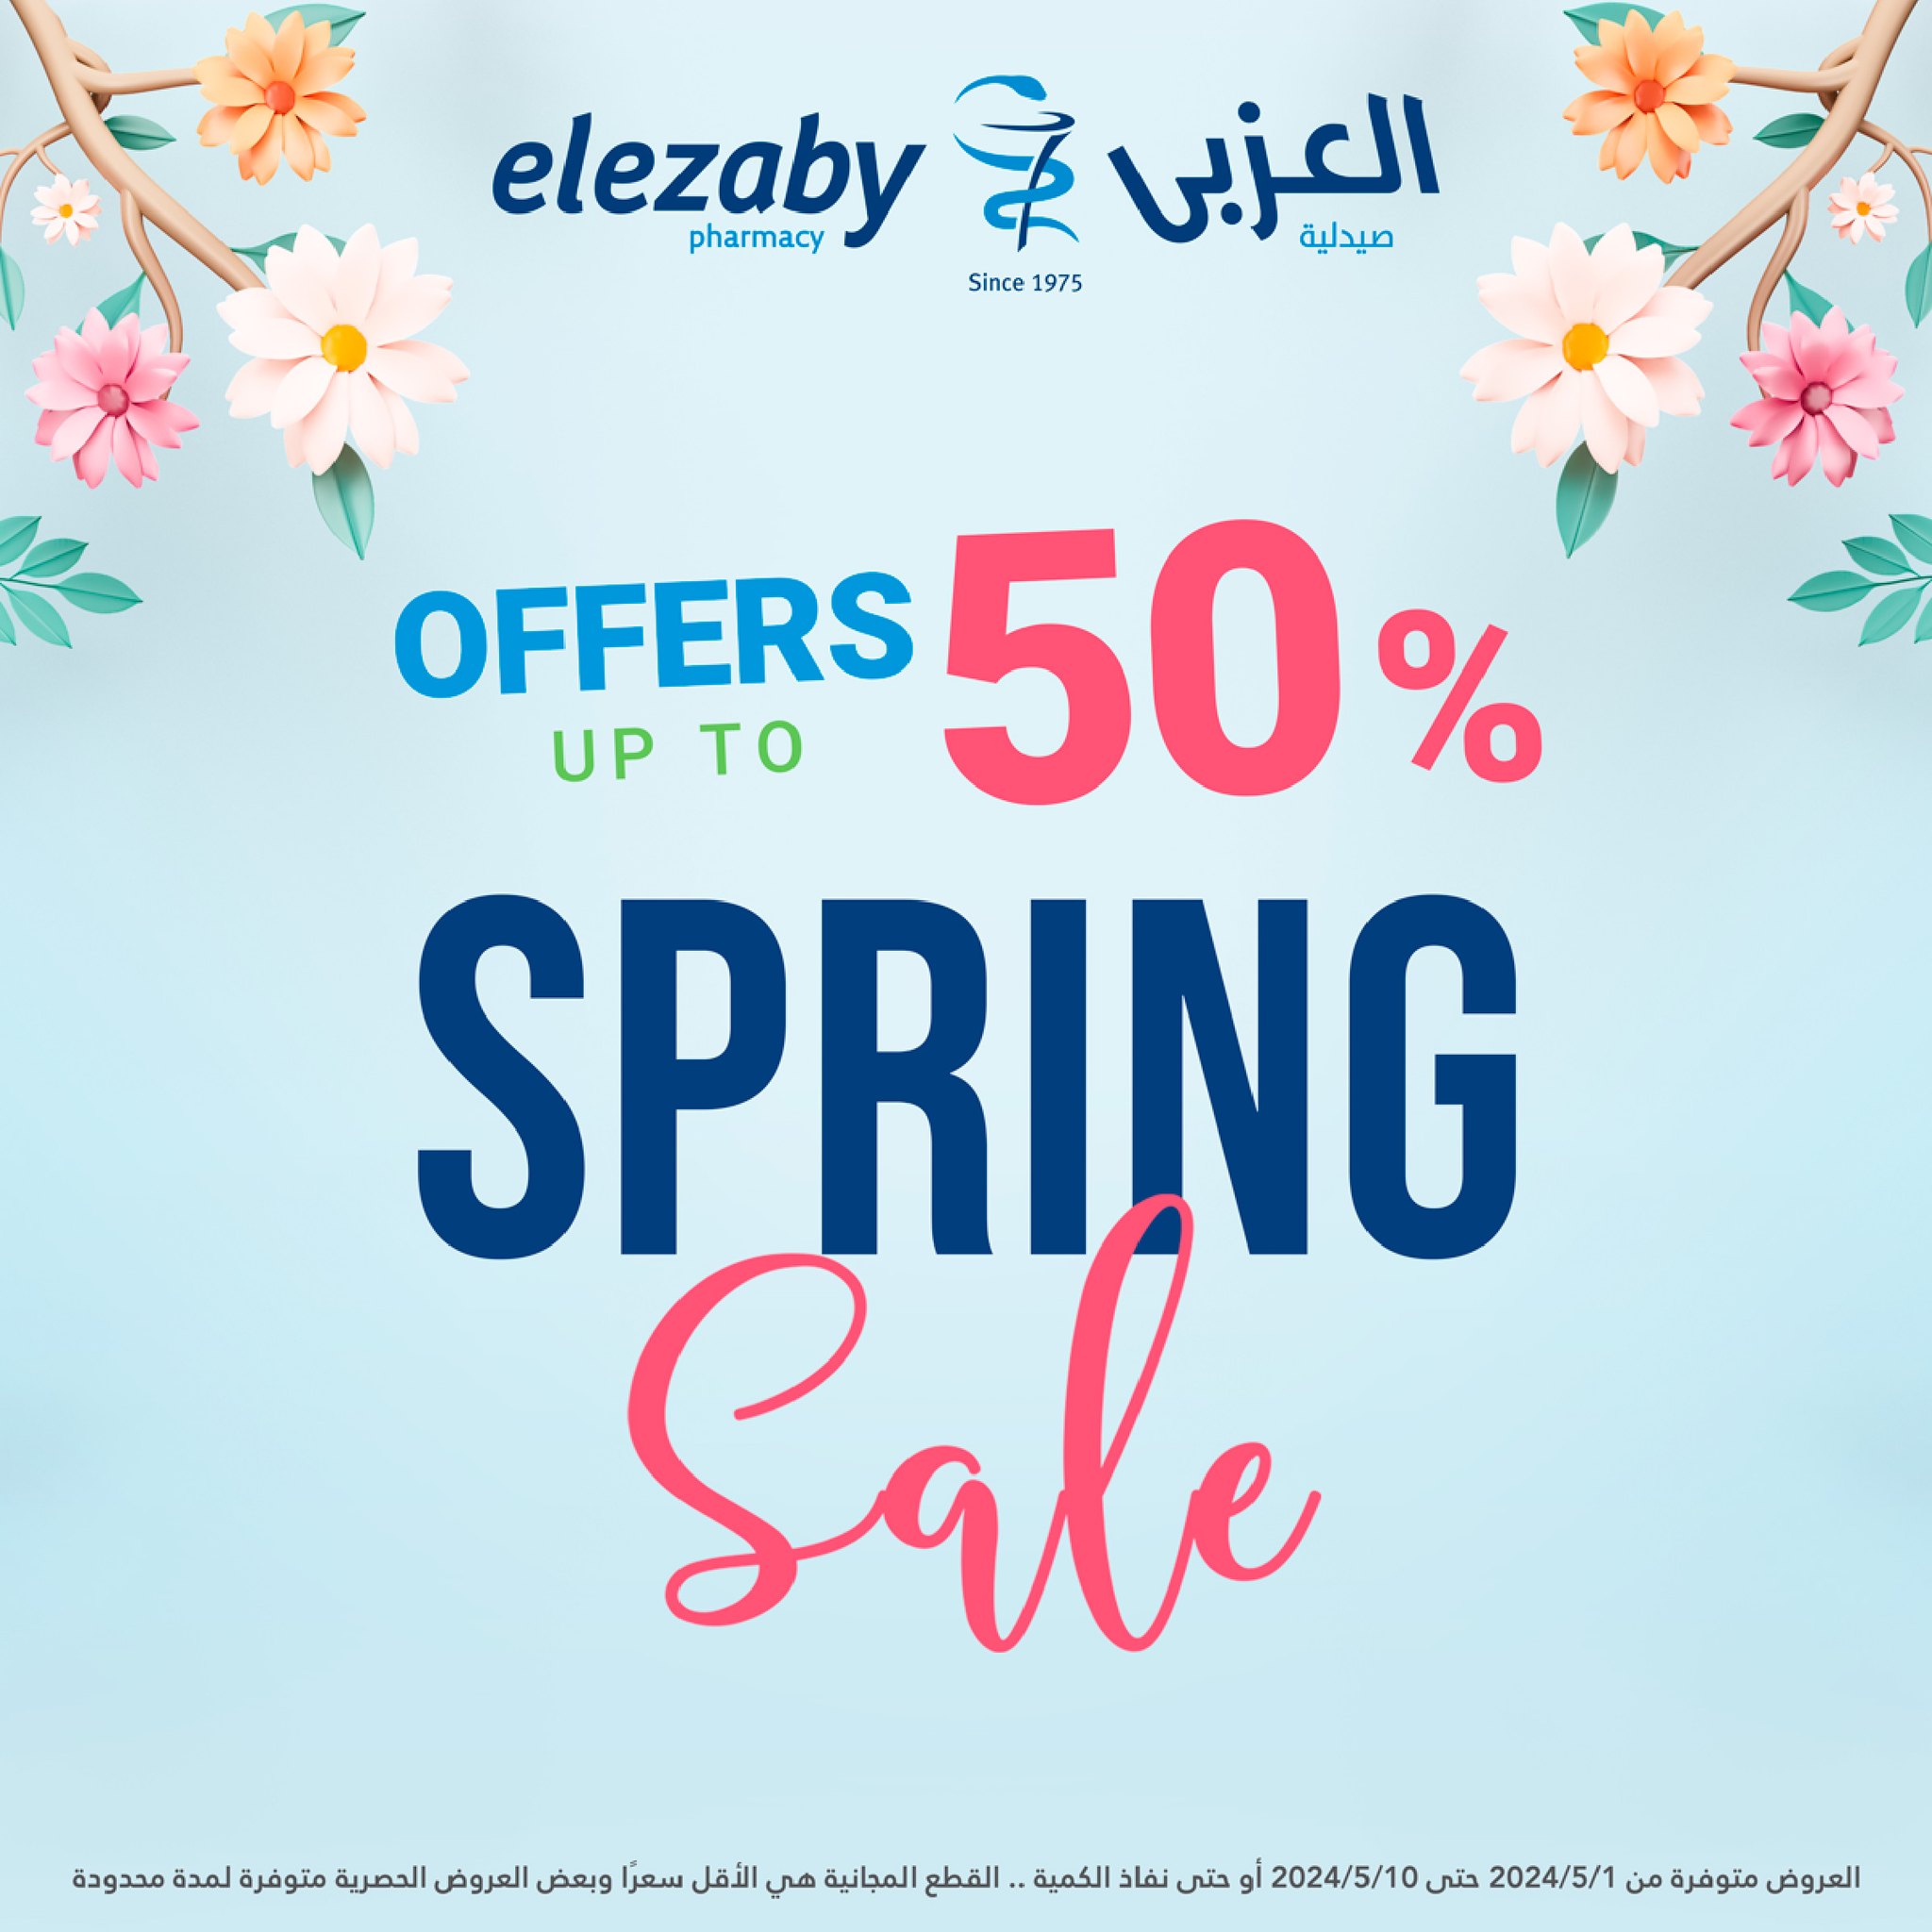 elezaby العزبى
pharmacy صيدلية
Since 1975
OFFERS 50%
UP TO
SPRING
Sale
العروض متوفرة من 2024/5/1 حتى 2024/5/10 أو حتى نفاذ الكمية .. القطع المجانية هي الأقل سعرًا وبعض العروض الحصرية متوفرة لمدة محدودة